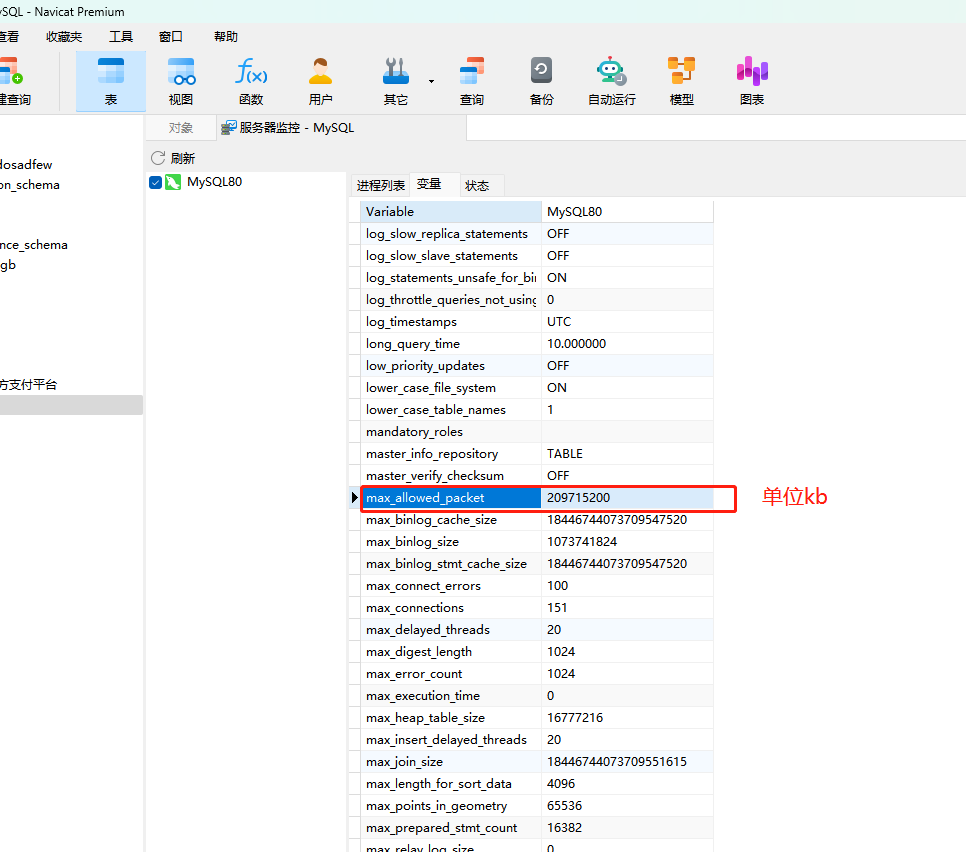 ySQL - Navicat Premium
查看 收藏夹 工具 窗口 帮助
建查询 表 视图 函数 用户 其它 查询 备份 自动运行 模型 图表
对象 服务器监控 - MySQL
刷新
dosadfew
on_schema
nce_schema
gb
方支付平台
MySQL80
进程列表 变量 状态
Variable MySQL80
log_slow_replica_statements OFF
log_slow_slave_statements OFF
log_statements_unsafe_for_bi ON
log_throttle_queries_not_using 0
log_timestamps UTC
long_query_time 10.000000
low_priority_updates OFF
lower_case_file_system ON
lower_case_table_names 1
mandatory_roles
master_info_repository TABLE
master_verify_checksum OFF
max_allowed_packet 209715200 单位kb
max_binlog_cache_size 18446744073709547520
max_binlog_size 1073741824
max_binlog_stmt_cache_size 18446744073709547520
max_connect_errors 100
max_connections 151
max_delayed_threads 20
max_digest_length 1024
max_error_count 1024
max_execution_time 0
max_heap_table_size 16777216
max_insert_delayed_threads 20
max_join_size 18446744073709551615
max_length_for_sort_data 4096
max_points_in_geometry 65536
max_prepared_stmt_count 16382
max_relay_log_size 0